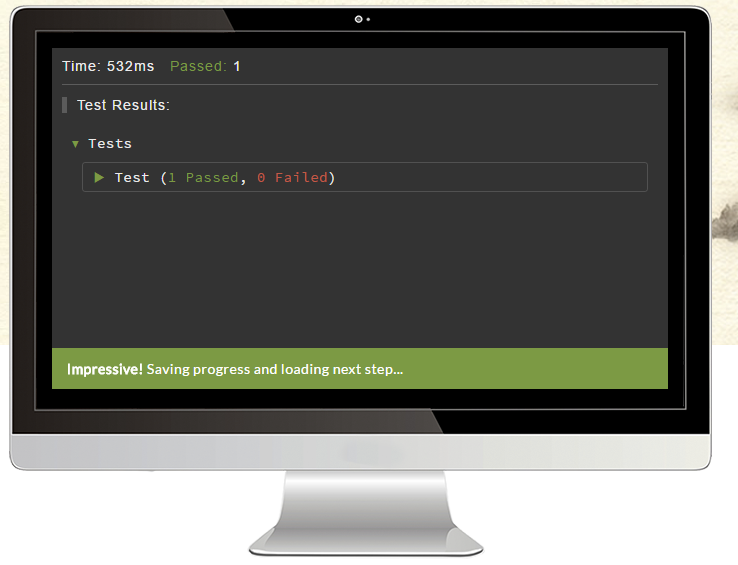 Time: 532ms Passed: 1
Test Results:
Tests
Test (1 Passed, 0 Failed)
Impressive! Saving progress and loading next step...